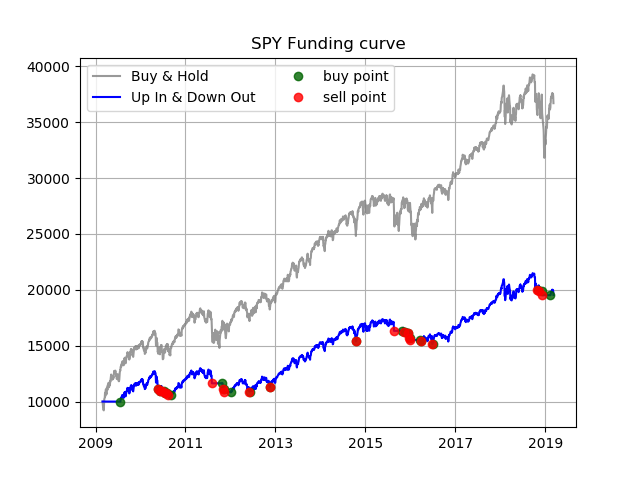 SPY Funding curve
40000
35000
30000
25000
20000
15000
10000
Buy & Hold
Up In & Down Out
buy point
sell point
2009 2011 2013 2015 2017 2019